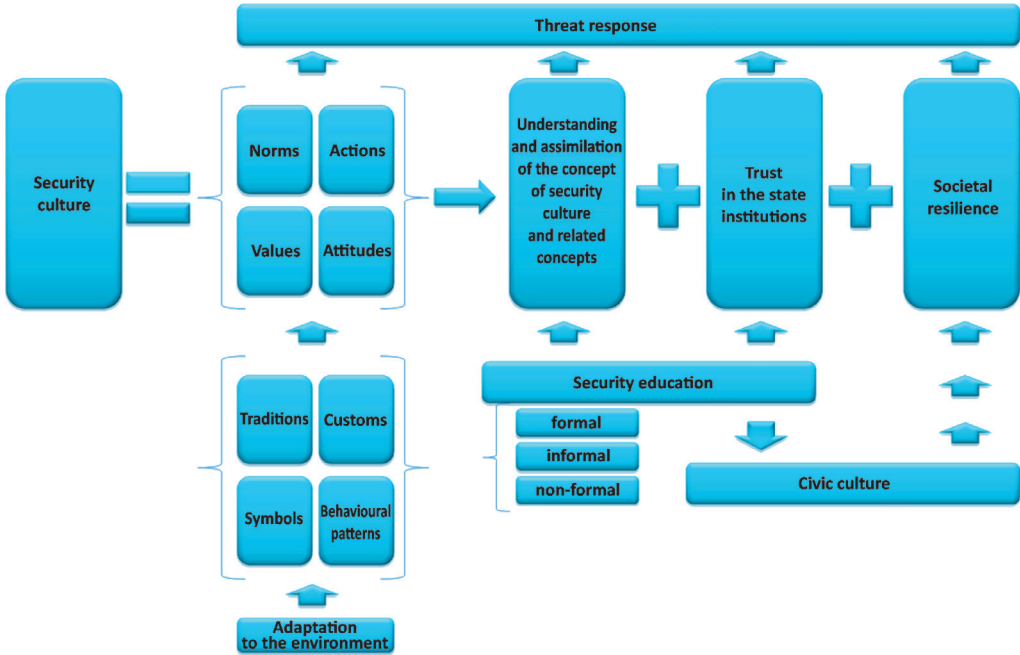 Threat response
Security
culture
Norms
Actions
Values
Attitudes
Understanding
and assimilation
of the concept
of security
culture
and related
concepts
Trust
in the state
institutions
Societal
resilience
Traditions
Customs
Symbols
Behavioural
patterns
Adaptation
to the environment
Security education
formal
informal
non-formal
Civic culture